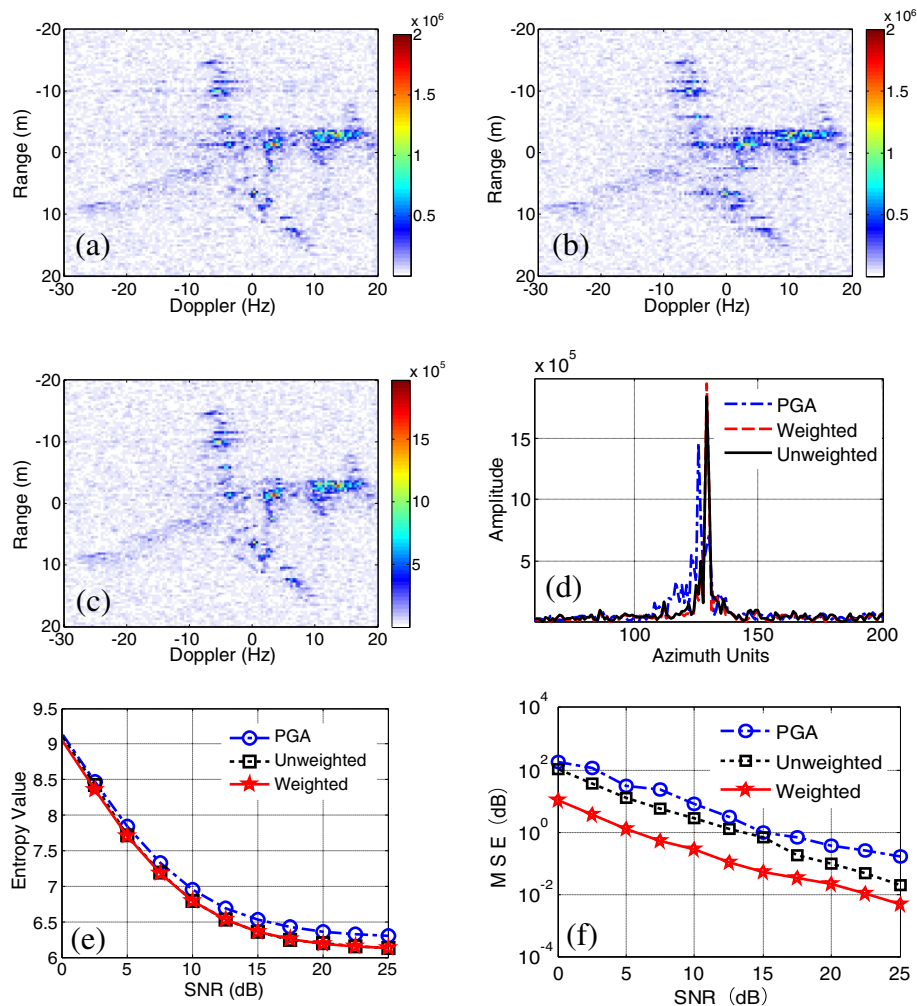 x 10^6
-20
-10
0
10
20
Range (m)
-30 -20 -10 0 10 20
Doppler (Hz)
(a)
2
1.5
1
0.5
x 10^6
-20
-10
0
10
20
Range (m)
-30 -20 -10 0 10 20
Doppler (Hz)
(b)
2
1.5
1
0.5
x 10^5
-20
-10
0
10
20
Range (m)
-30 -20 -10 0 10 20
Doppler (Hz)
(c)
15
10
5
x 10^5
15
10
5
Amplitude
100 150 200
Azimuth Units
PGA
Weighted
Unweighted
(d)
9.5
9
8.5
8
7.5
7
6.5
6
Entropy Value
0 5 10 15 20 25
SNR (dB)
PGA
Unweighted
Weighted
(e)
10^4
10^2
10^0
10^-2
10^-4
M S E (dB)
0 5 10 15 20 25
SNR (dB)
PGA
Unweighted
Weighted
(f)